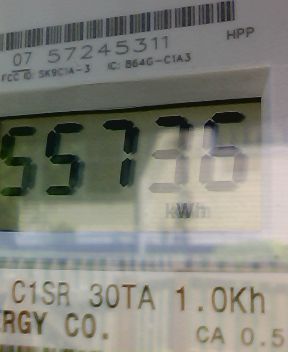 HPP
07 57245311
FCC ID: SK9C1A-3 IC: 864G-C1A3
55736
kWh
C1SR 30TA 1.0Kh
RGY CO.
CA 0.5